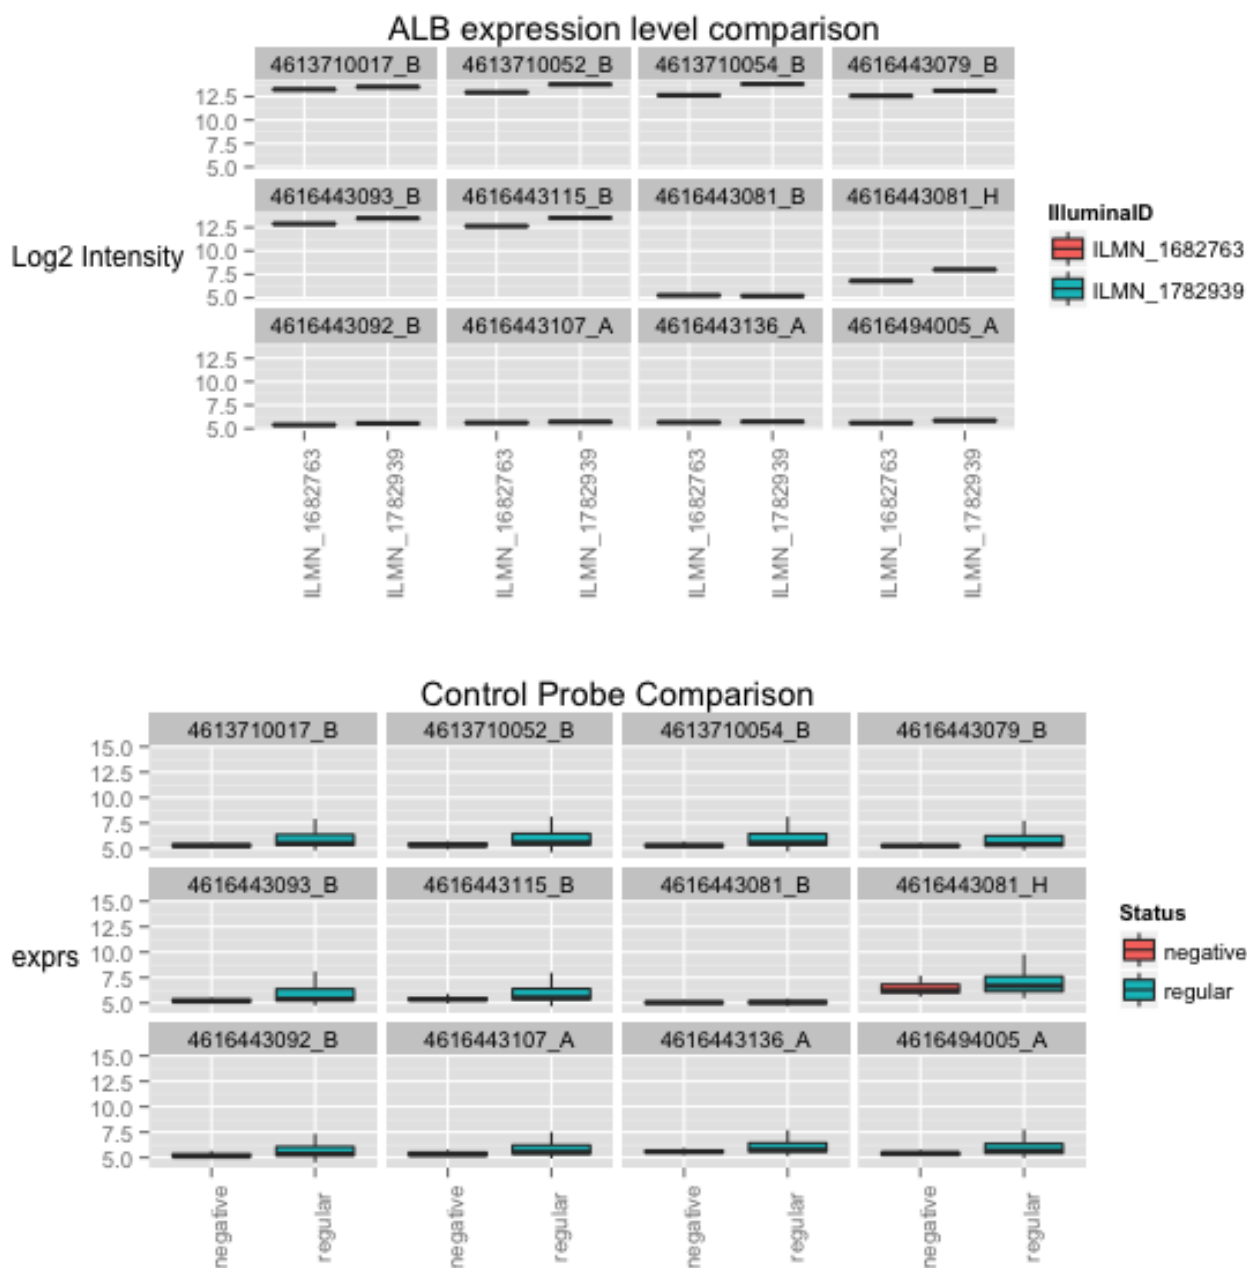 ALB expression level comparison
4613710017_B 4613710052_B 4613710054_B 4616443079_B
12.5
10.0
7.5
5.0
4616443093_B 4616443115_B 4616443081_B 4616443081_H
12.5
10.0
7.5
5.0
4616443092_B 4616443107_A 4616443136_A 4616494005_A
12.5
10.0
7.5
5.0
Log2 Intensity
ILMN_1682763 ILMN_1782939 ILMN_1682763 ILMN_1782939 ILMN_1682763 ILMN_1782939 ILMN_1682763 ILMN_1782939
IlluminaID
ILMN_1682763
ILMN_1782939
Control Probe Comparison
4613710017_B 4613710052_B 4613710054_B 4616443079_B
15.0
12.5
10.0
7.5
5.0
4616443093_B 4616443115_B 4616443081_B 4616443081_H
15.0
12.5
10.0
7.5
5.0
4616443092_B 4616443107_A 4616443136_A 4616494005_A
15.0
12.5
10.0
7.5
5.0
exprs
negative regular negative regular negative regular negative regular
Status
negative
regular